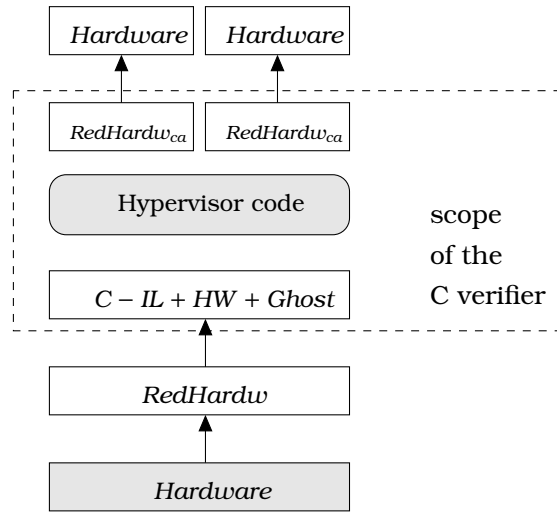 Hardware Hardware
RedHardw_ca RedHardw_ca
Hypervisor code
scope
of the
C verifier
C − IL + HW + Ghost
RedHardw
Hardware